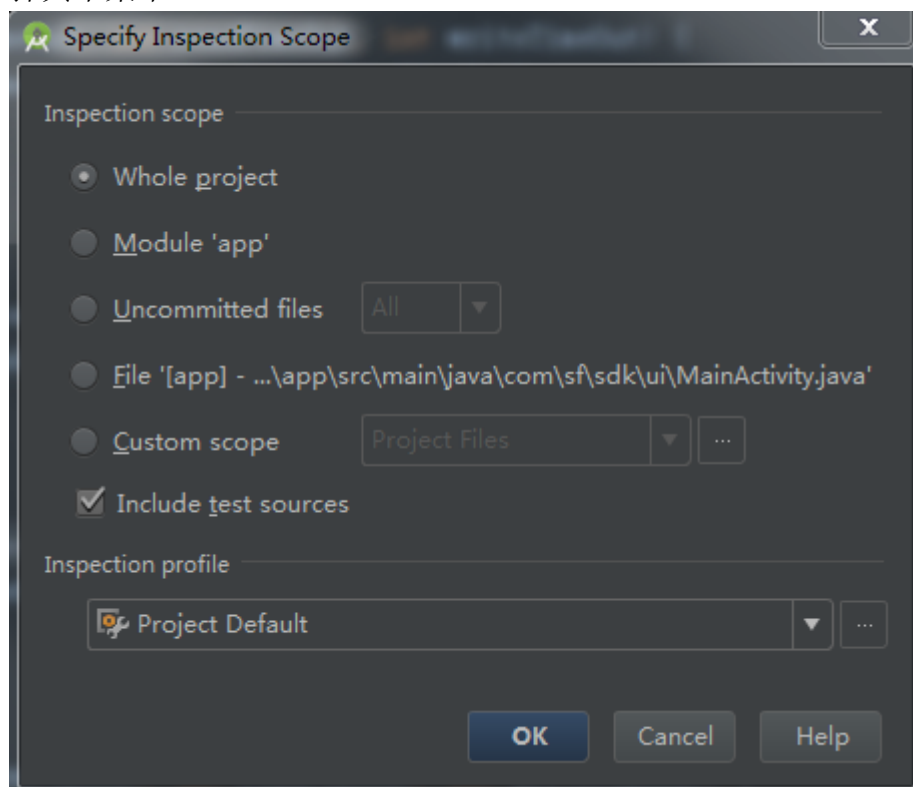 Specify Inspection Scope
Inspection scope
Whole project
Module 'app'
Uncommitted files All
File '[app] - ...\app\src\main\java\com\sf\sdk\ui\MainActivity.java'
Custom scope Project Files ...
Include test sources
Inspection profile
Project Default ...
OK Cancel Help